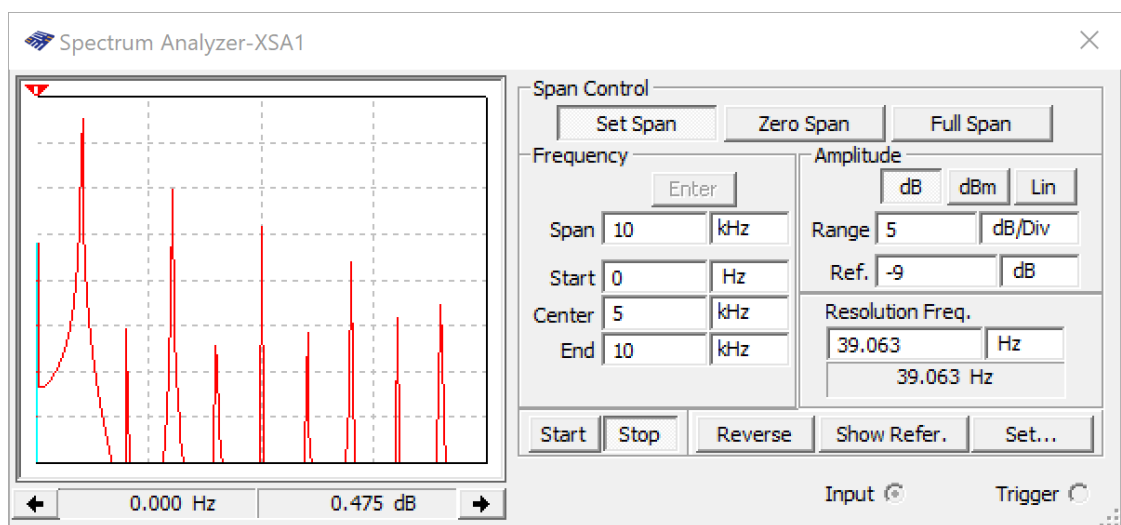 Spectrum Analyzer-XSA1
Span Control
Set Span Zero Span Full Span
Frequency
Enter
Span 10 kHz
Start 0 Hz
Center 5 kHz
End 10 kHz
Amplitude
dB dBm Lin
Range 5 dB/Div
Ref. -9 dB
Resolution Freq.
39.063 Hz
39.063 Hz
Start Stop Reverse Show Refer. Set...
0.000 Hz 0.475 dB
Input Trigger